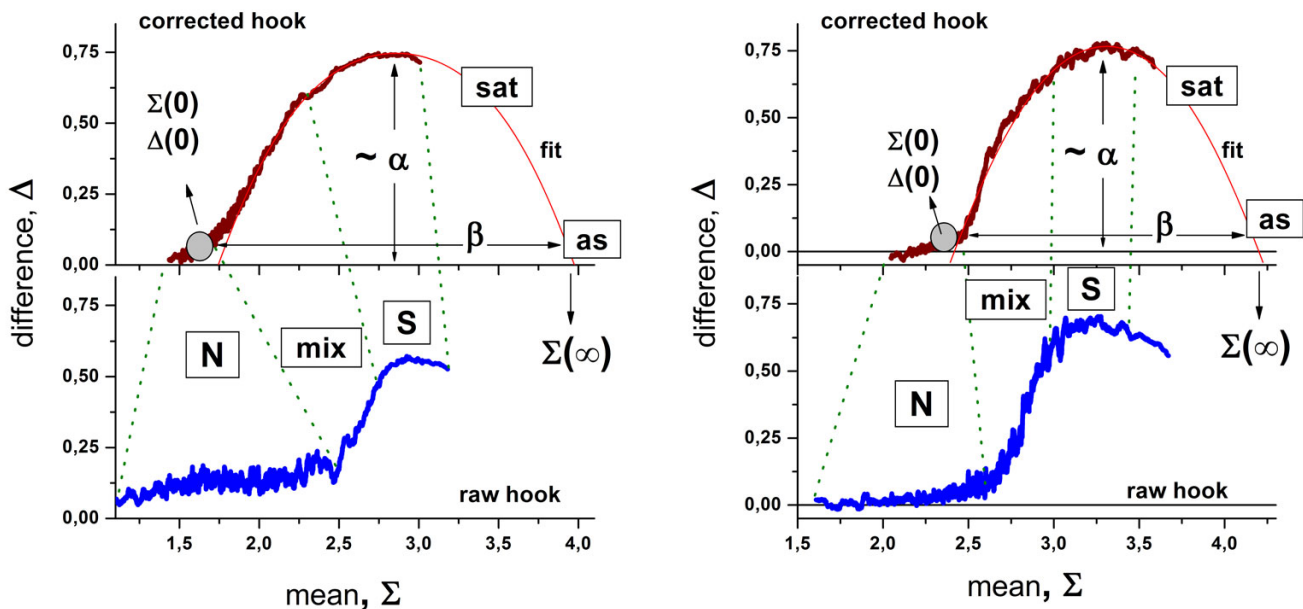 corrected hook
0,75
0,50
0,25
0,00
Σ(0)
Δ(0)
sat
~ α
fit
β
as
difference, Δ
0,75
0,50
0,25
0,00
N
mix
S
Σ(∞)
raw hook
1,5 2,0 2,5 3,0 3,5 4,0
mean, Σ
corrected hook
0,75
0,50
0,25
0,00
Σ(0)
Δ(0)
sat
~ α
fit
β
as
difference, Δ
0,75
0,50
0,25
0,00
N
mix
S
Σ(∞)
raw hook
1,5 2,0 2,5 3,0 3,5 4,0
mean, Σ